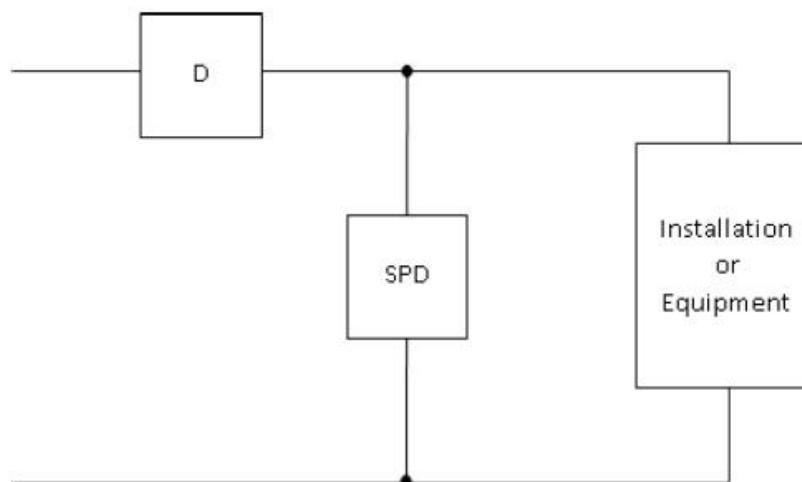 D
SPD
Installation
or
Equipment